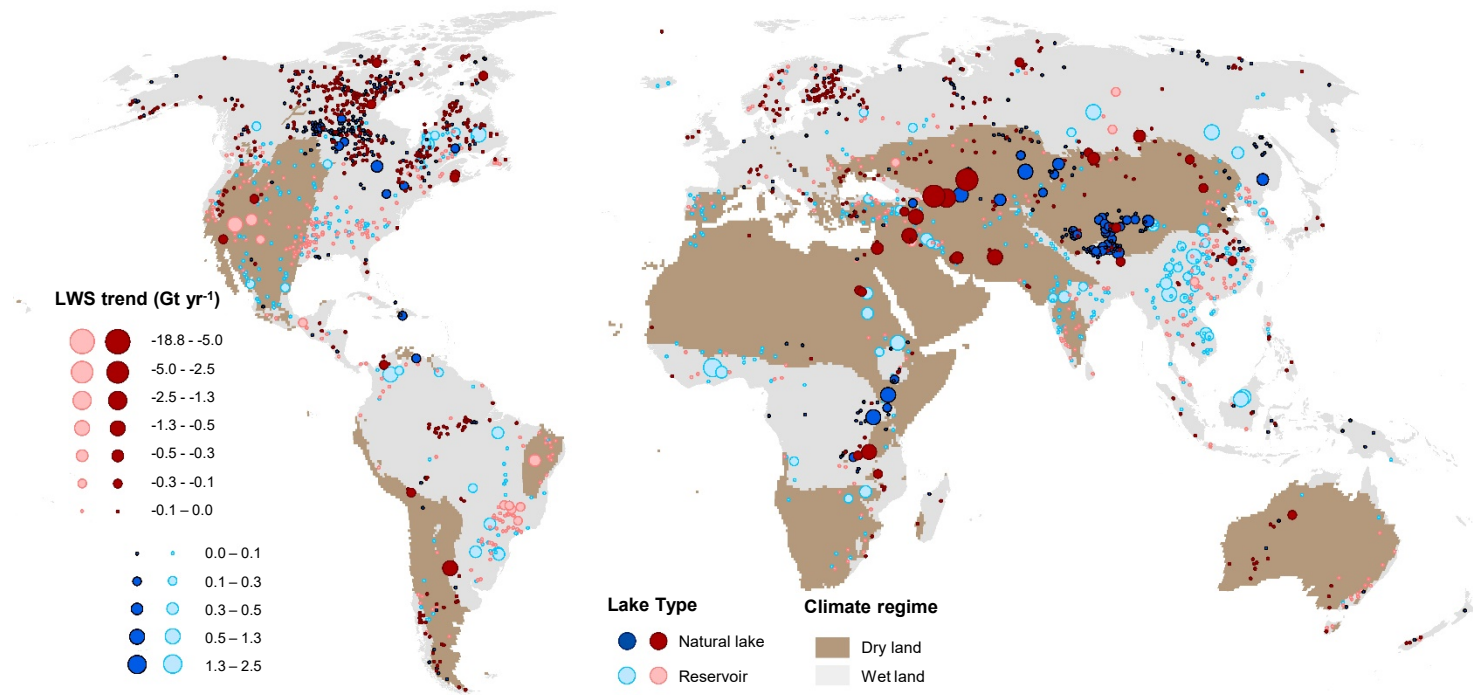 LWS trend (Gt yr-1)
-18.8 - -5.0
-5.0 - -2.5
-2.5 - -1.3
-1.3 - -0.5
-0.5 - -0.3
-0.3 - -0.1
-0.1 – 0.0
0.0 – 0.1
0.1 – 0.3
0.3 – 0.5
0.5 – 1.3
1.3 – 2.5
Lake Type
Natural lake
Reservoir
Climate regime
Dry land
Wet land